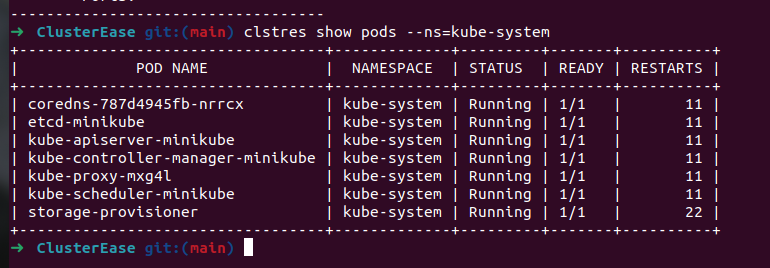 --------------------------------
➜  ClusterEase git:(main) clstres show pods --ns=kube-system
+----------------------------------+-------------+---------+-------+----------+
|             POD NAME             |  NAMESPACE  | STATUS  | READY | RESTARTS |
+----------------------------------+-------------+---------+-------+----------+
| coredns-787d4945fb-nrrcx         | kube-system | Running | 1/1   |       11 |
| etcd-minikube                    | kube-system | Running | 1/1   |       11 |
| kube-apiserver-minikube          | kube-system | Running | 1/1   |       11 |
| kube-controller-manager-minikube | kube-system | Running | 1/1   |       11 |
| kube-proxy-mxg4l                 | kube-system | Running | 1/1   |       11 |
| kube-scheduler-minikube          | kube-system | Running | 1/1   |       11 |
| storage-provisioner              | kube-system | Running | 1/1   |       22 |
+----------------------------------+-------------+---------+-------+----------+
➜  ClusterEase git:(main)